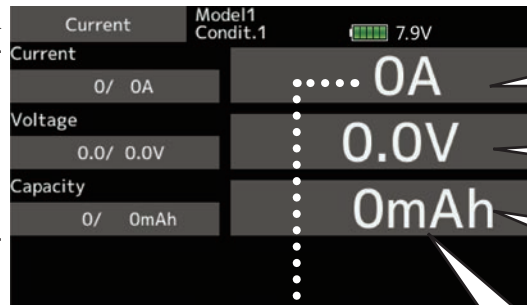 Current
Model1
Condit.1
7.9V
Current
0/ 0A
0A
Voltage
0.0/ 0.0V
0.0V
Capacity
0/ 0mAh
0mAh